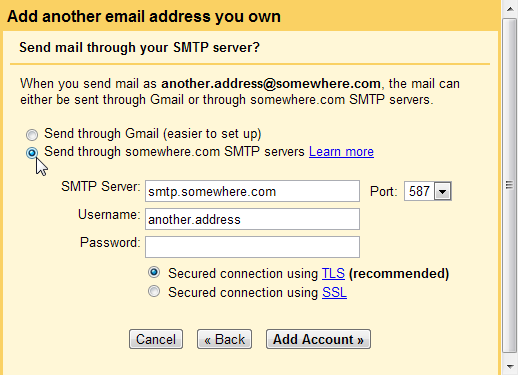 Add another email address you own
Send mail through your SMTP server?
When you send mail as another.address@somewhere.com, the mail can
either be sent through Gmail or through somewhere.com SMTP servers.
Send through Gmail (easier to set up)
Send through somewhere.com SMTP servers Learn more
SMTP Server: smtp.somewhere.com Port: 587
Username: another.address
Password:
Secured connection using TLS (recommended)
Secured connection using SSL
Cancel « Back Add Account »